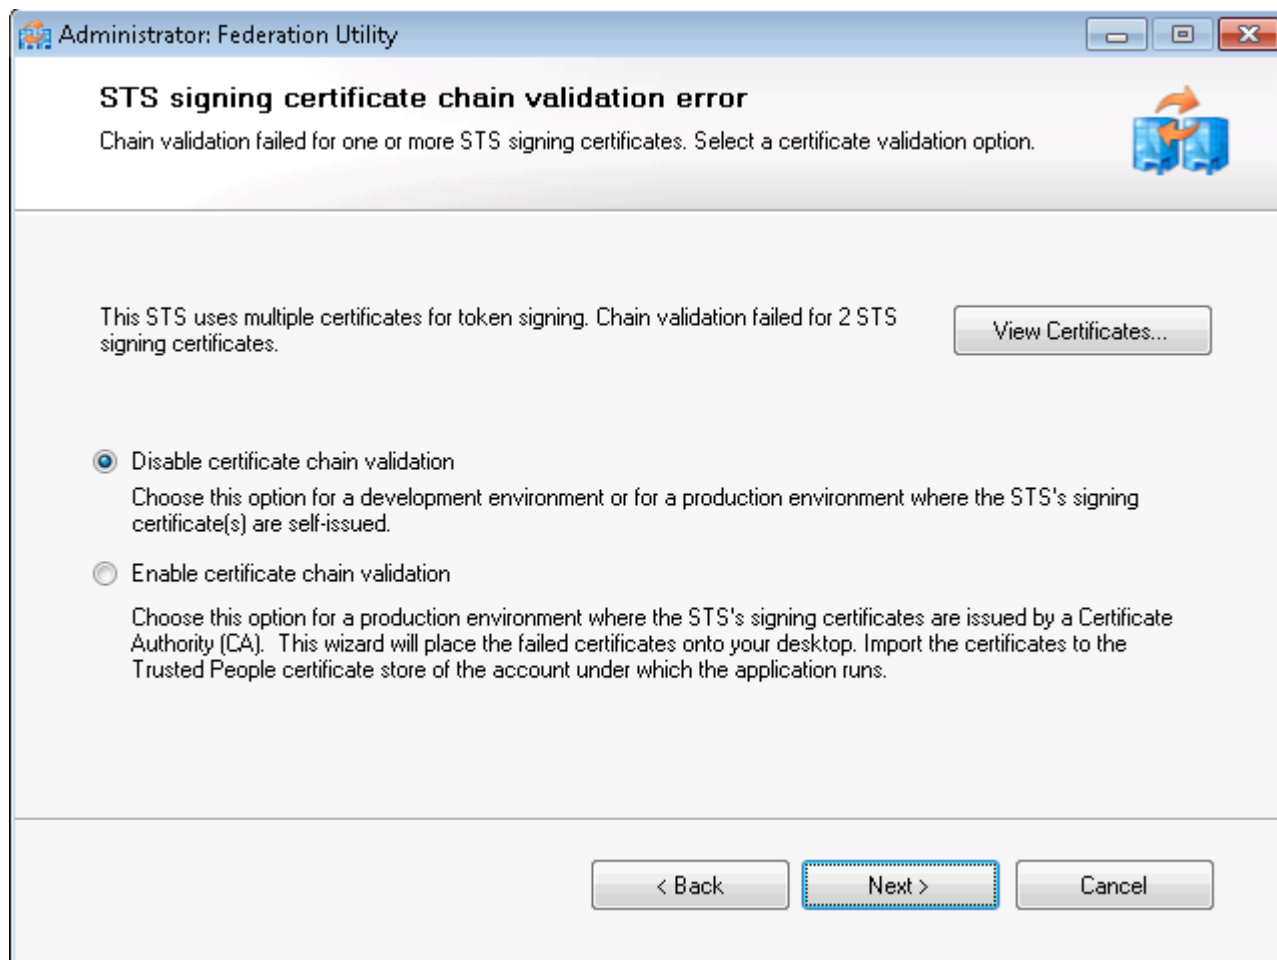 Administrator: Federation Utility
STS signing certificate chain validation error
Chain validation failed for one or more STS signing certificates. Select a certificate validation option.
This STS uses multiple certificates for token signing. Chain validation failed for 2 STS
signing certificates.
View Certificates...
Disable certificate chain validation
Choose this option for a development environment or for a production environment where the STS's signing
certificate(s) are self-issued.
Enable certificate chain validation
Choose this option for a production environment where the STS's signing certificates are issued by a Certificate
Authority (CA).  This wizard will place the failed certificates onto your desktop. Import the certificates to the
Trusted People certificate store of the account under which the application runs.
< Back
Next >
Cancel